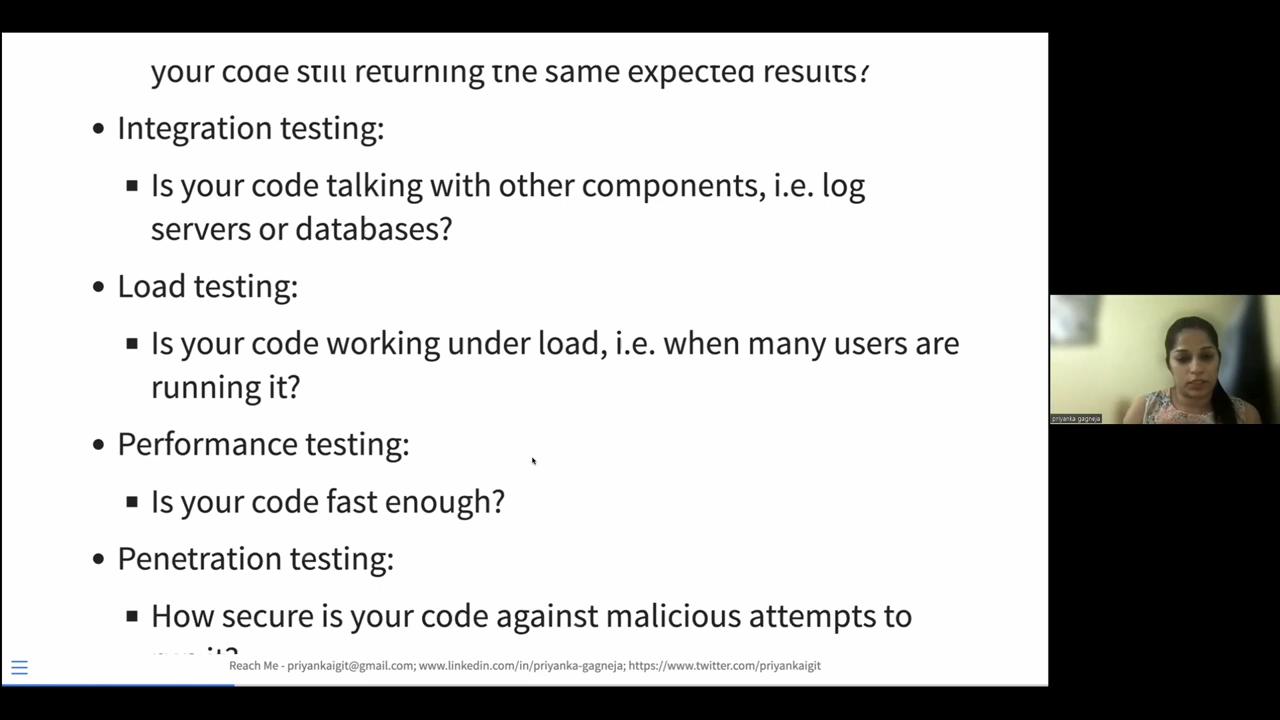 your code still returning the same expected results?
• Integration testing:
▪ Is your code talking with other components, i.e. log
servers or databases?
• Load testing:
▪ Is your code working under load, i.e. when many users are
running it?
• Performance testing:
▪ Is your code fast enough?
• Penetration testing:
▪ How secure is your code against malicious attempts to
it?
Reach Me - priyankaigit@gmail.com; www.linkedin.com/in/priyanka-gagneja; https://www.twitter.com/priyankaigit
priyanka gagneja